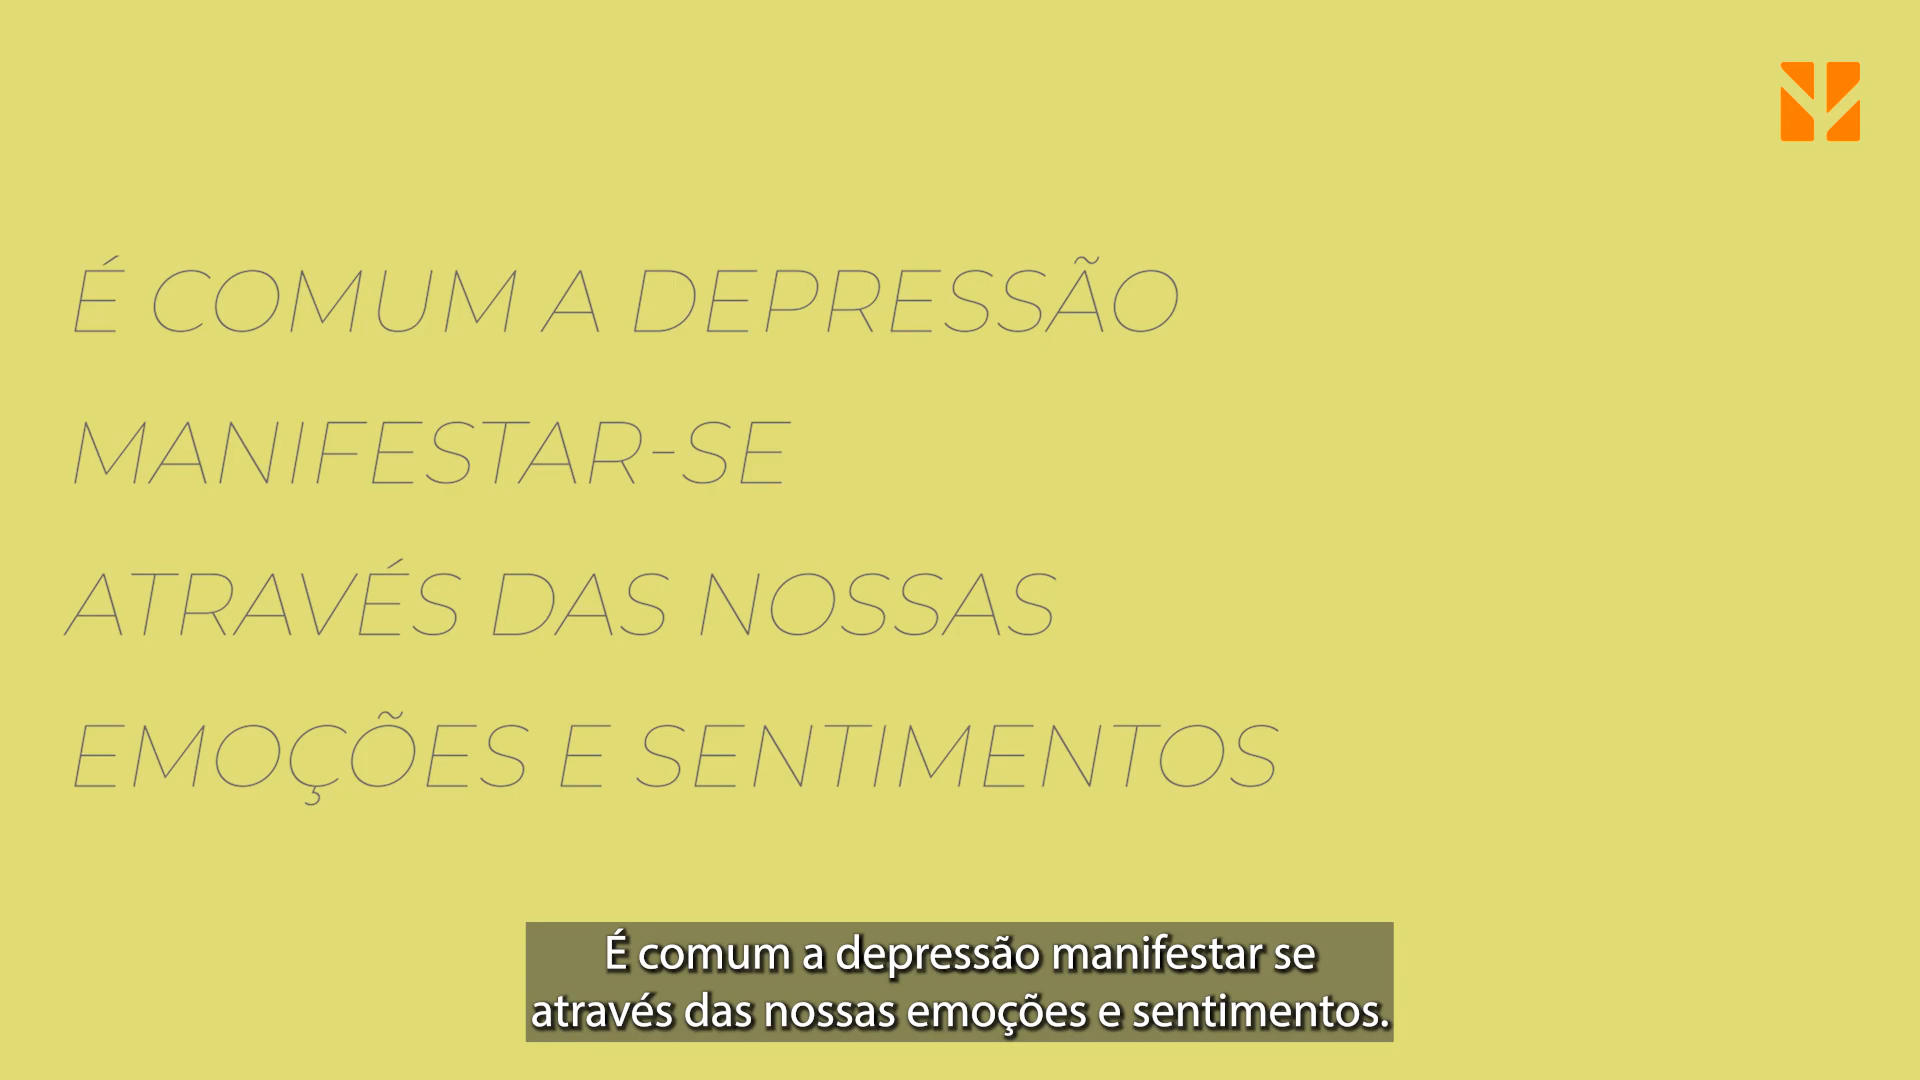 É COMUM A DEPRESSÃO
MANIFESTAR-SE
ATRAVÉS DAS NOSSAS
EMOÇÕES E SENTIMENTOS
É comum a depressão manifestar se
através das nossas emoções e sentimentos.